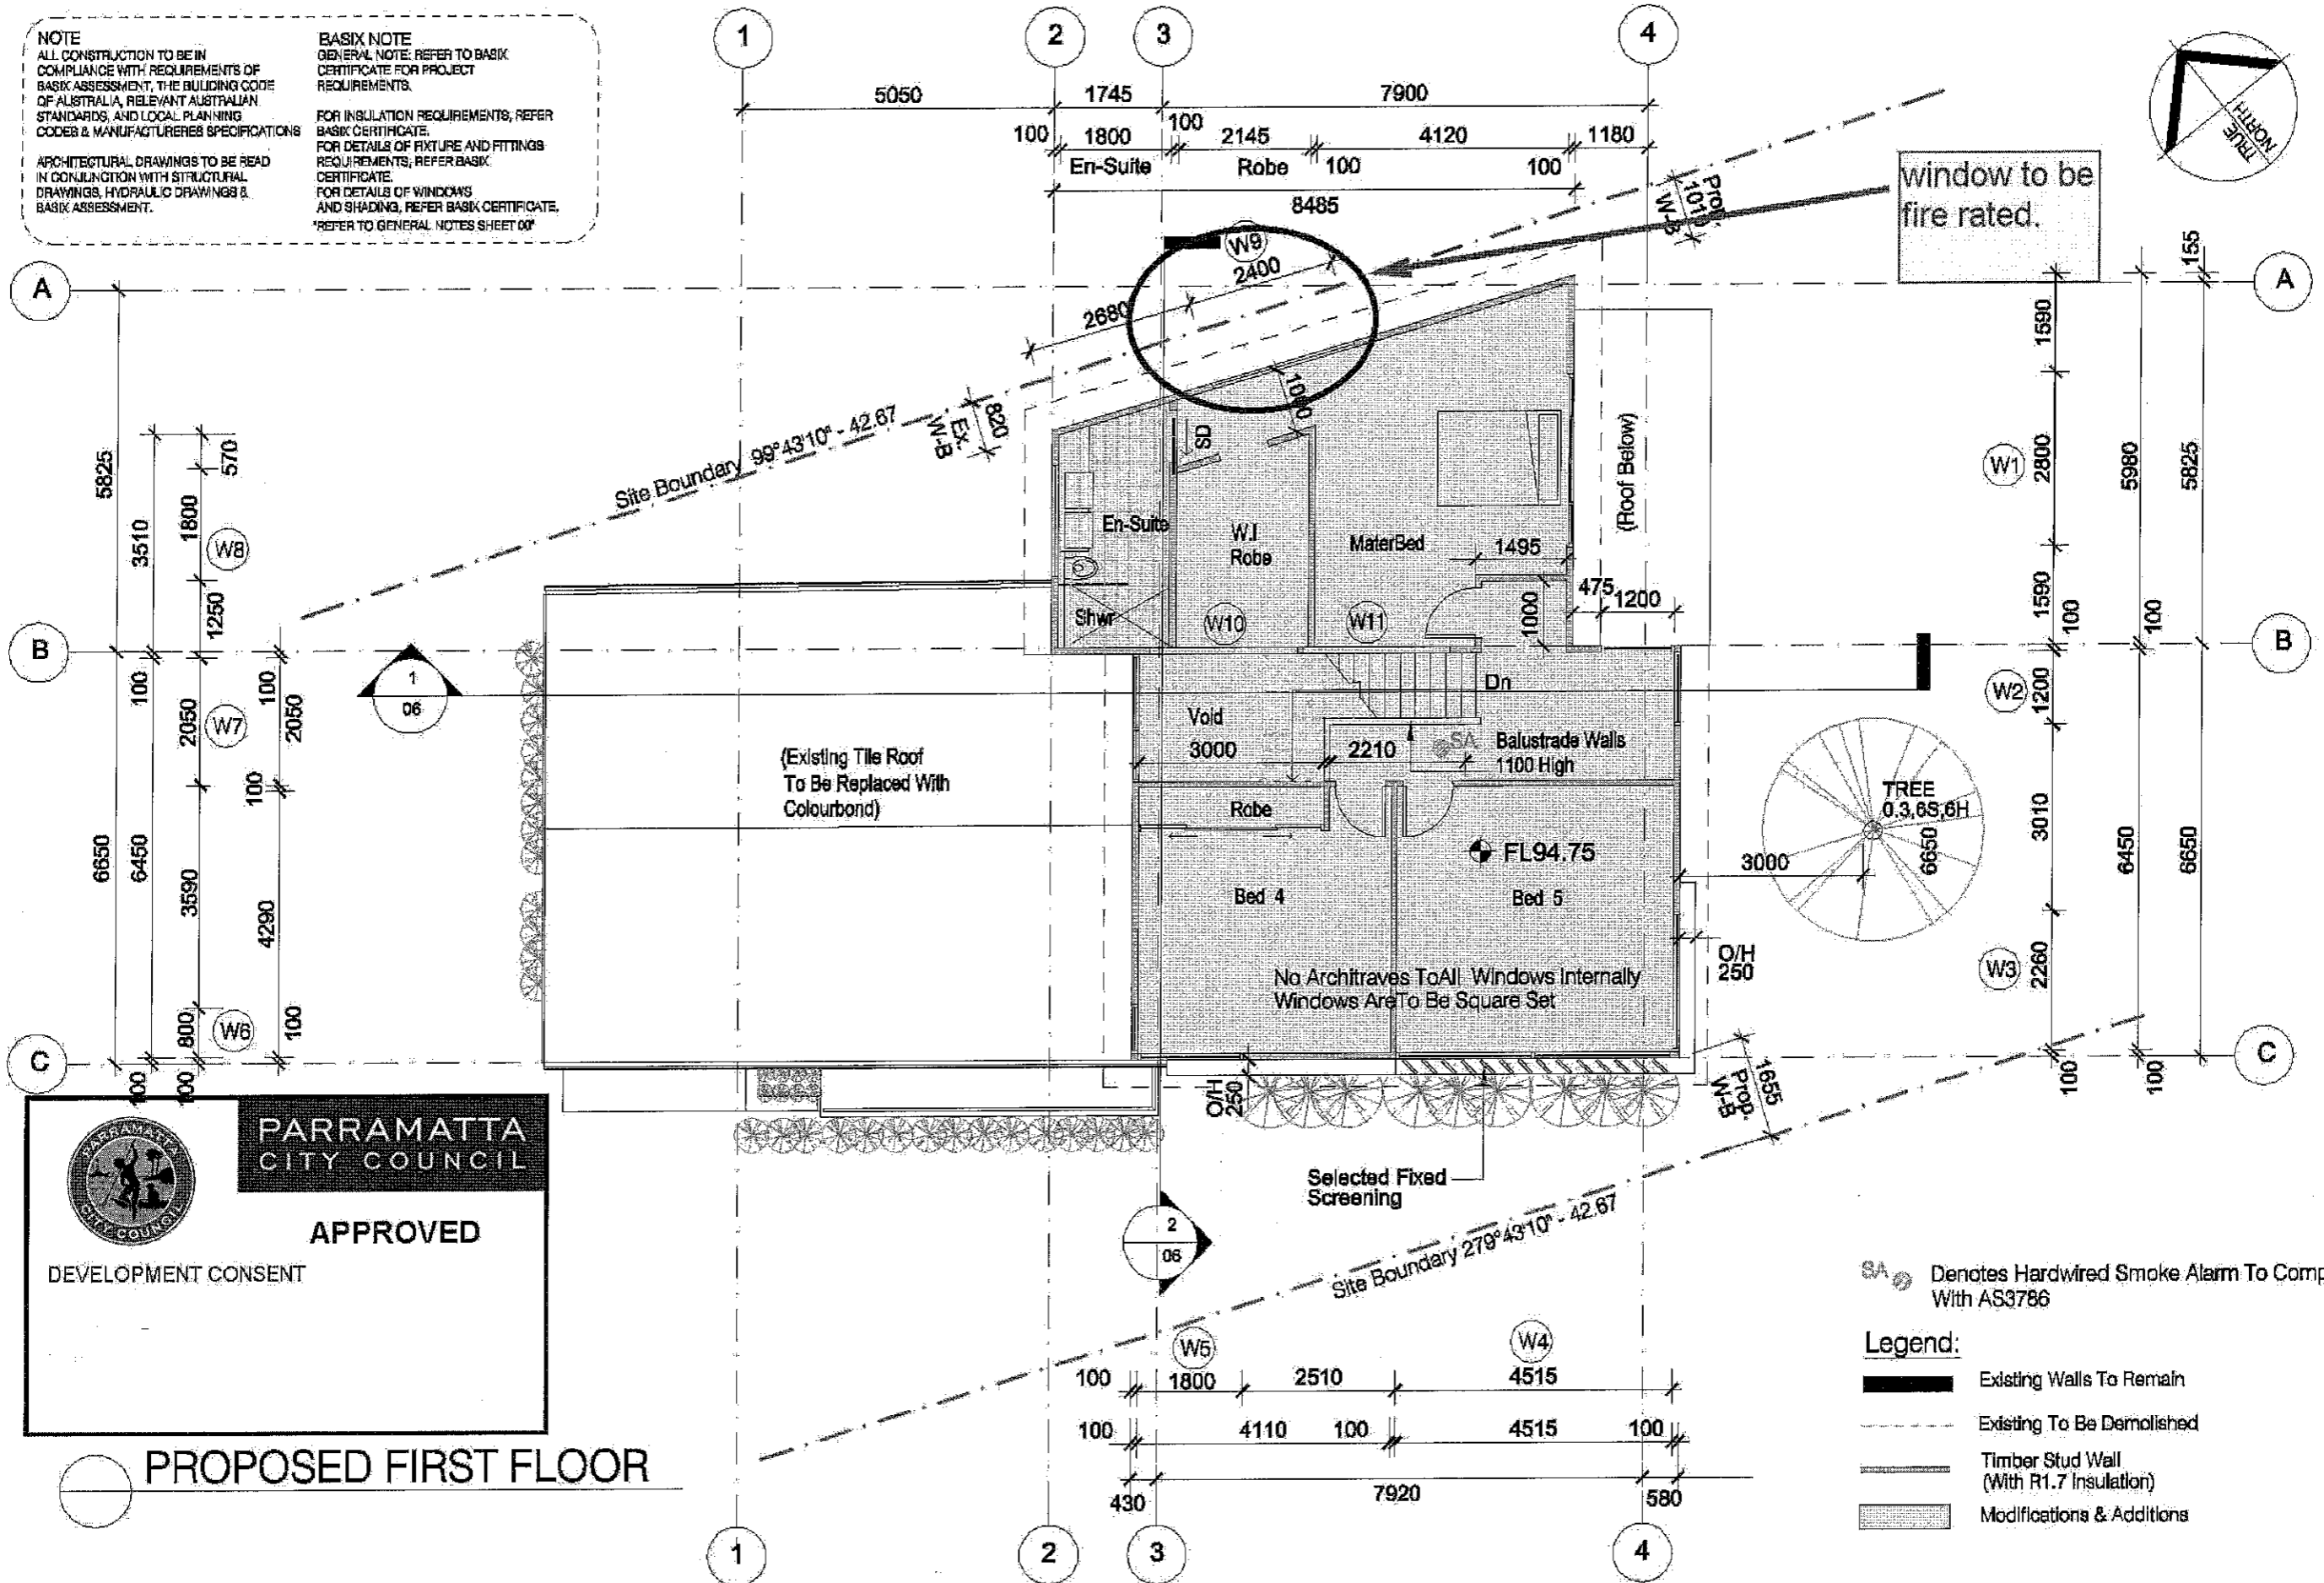 NOTE
ALL CONSTRUCTION TO BE IN
COMPLIANCE WITH REQUIREMENTS OF
BASIX ASSESSMENT, THE BUILDING CODE
OF AUSTRALIA, RELEVANT AUSTRALIAN
STANDARDS, AND LOCAL PLANNING
CODES & MANUFACTURERES SPECIFICATIONS
ARCHITECTURAL DRAWINGS TO BE READ
IN CONJUNCTION WITH STRUCTURAL
DRAWINGS, HYDRAULIC DRAWINGS &
BASIX ASSESSMENT.
BASIX NOTE
GENERAL NOTE: REFER TO BASIX
CERTIFICATE FOR PROJECT
REQUIREMENTS.
FOR INSULATION REQUIREMENTS, REFER
BASIX CERTIFICATE.
FOR DETAILS OF FIXTURE AND FITTINGS
REQUIREMENTS, REFER BASIX
CERTIFICATE.
FOR DETAILS OF WINDOWS
AND SHADING, REFER BASIX CERTIFICATE.
"REFER TO GENERAL NOTES SHEET 00"
1
2
3
4
5050
1745
7900
100
1800
100
2145
4120
1180
En-Suite
Robe
100
100
8485
TRUE
NORTH
window to be
fire rated.
Prop.
W-B
W9
2400
2680
A
A
155
1590
5825
3510
570
1800
W8
1250
Site Boundary 99°43'10" - 42.67
820
Ex.
W-B
SD
En-Suite
W.I
Robe
MaterBed
1495
(Roof Below)
W1
2800
5980
5825
Shwr
W10
W11
1000
475
1200
1590
100
100
B
B
1
06
100
2050
W7
100
2050
100
6650
6450
3590
4290
800
W6
100
100
100
(Existing Tile Roof
To Be Replaced With
Colourbond)
Void
3000
2210
Dn
SA
Balustrade Walls
1100 High
Robe
FL94.75
Bed 4
Bed 5
No Architraves ToAll Windows Internally
Windows AreTo Be Square Set
TREE
0.3,6S,6H
3000
6650
O/H
250
W2
1200
3010
W3
2260
6450
6650
100
100
C
C
O/H
250
1655
Prop.
W-B
Selected Fixed
Screening
2
06
Site Boundary 279°43'10" - 42.67
PARRAMATTA
CITY COUNCIL
PARRAMATTA
CITY COUNCIL
APPROVED
DEVELOPMENT CONSENT
PROPOSED FIRST FLOOR
W5
W4
100
1800
2510
4515
100
4110
100
4515
100
430
7920
580
1
2
3
4
SA
Denotes Hardwired Smoke Alarm To Comp
With AS3786
Legend:
Existing Walls To Remain
Existing To Be Demolished
Timber Stud Wall
(With R1.7 Insulation)
Modifications & Additions